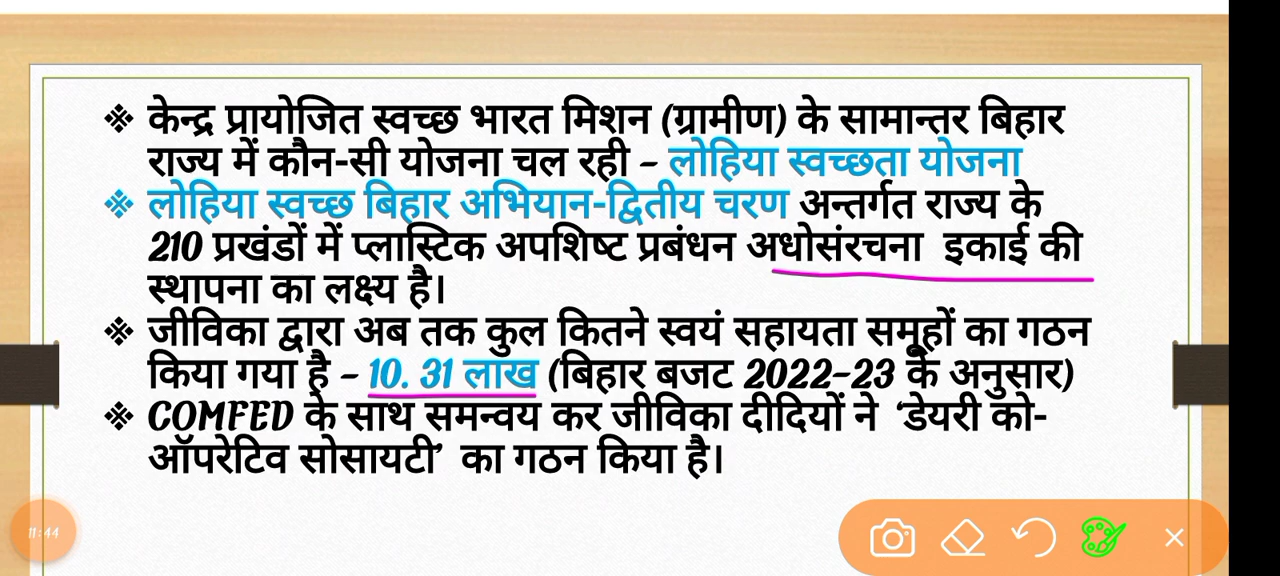 ❖ केन्द्र प्रायोजित स्वच्छ भारत मिशन (ग्रामीण) के सामान्तर बिहार
राज्य में कौन-सी योजना चल रही – लोहिया स्वच्छता योजना
❖ लोहिया स्वच्छ बिहार अभियान-द्वितीय चरण अन्तर्गत राज्य के
210 प्रखंडों में प्लास्टिक अपशिष्ट प्रबंधन अधोसंरचना इकाई की
स्थापना का लक्ष्य है।
❖ जीविका द्वारा अब तक कुल कितने स्वयं सहायता समूहों का गठन
किया गया है – 10. 31 लाख (बिहार बजट 2022-23 के अनुसार)
❖ COMFED के साथ समन्वय कर जीविका दीदियों ने ‘डेयरी को-
ऑपरेटिव सोसायटी’ का गठन किया है।
11:44